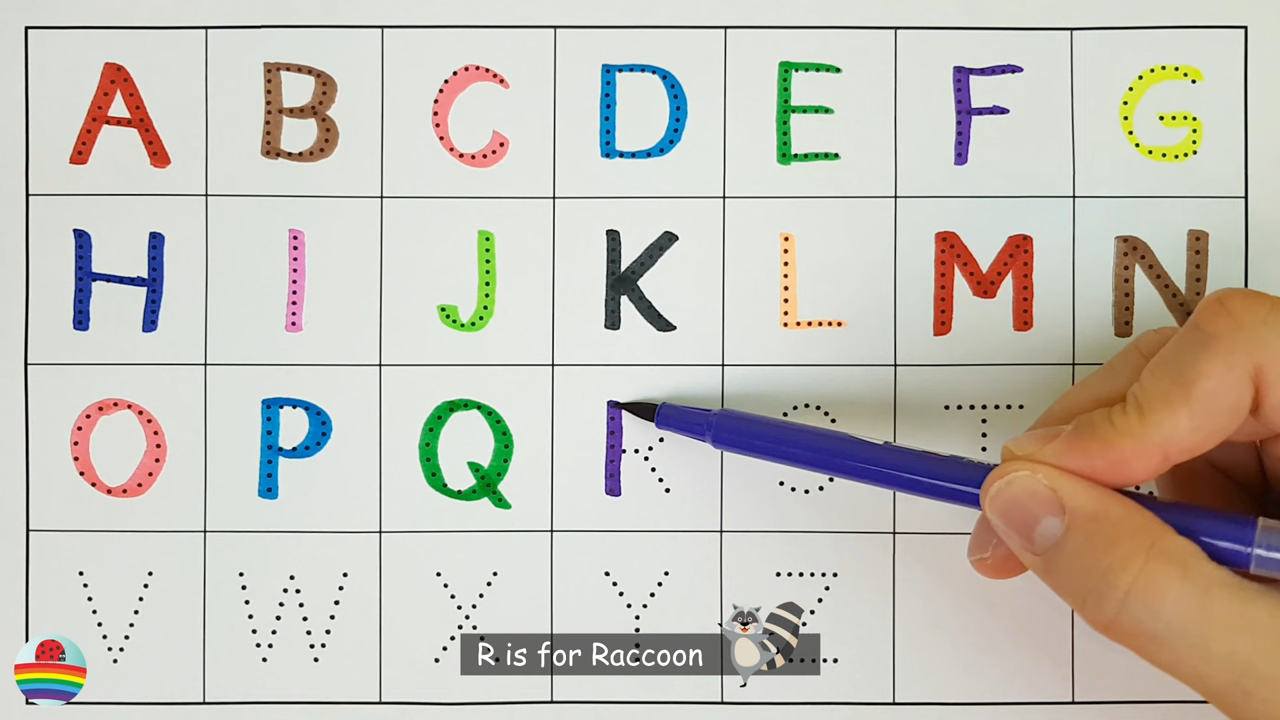 A B C D E F G
H I J K L M N
O P Q R S T
V W X Y Z
R is for Raccoon